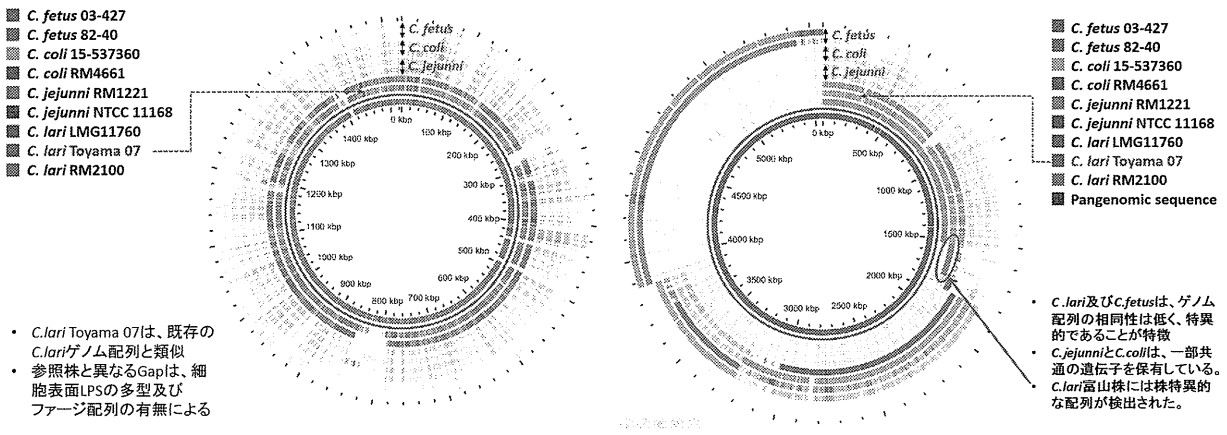 C. fetus 03-427
C. fetus 82-40
C. coli 15-537360
C. coli RM4661
C. jejunni RM1221
C. jejunni NTCC 11168
C. lari LMG11760
C. lari Toyama 07
C. lari RM2100
C. fetus
C. coli
C. jejunni
0 kbp
100 kbp
200 kbp
300 kbp
400 kbp
500 kbp
600 kbp
700 kbp
800 kbp
900 kbp
1000 kbp
1100 kbp
1200 kbp
1300 kbp
1400 kbp
• C.lari Toyama 07は、既存の
C.lariゲノム配列と類似
• 参照株と異なるGapは、細
胞表面LPSの多型及び
ファージ配列の有無による
C. fetus
C. coli
C. jejunni
0 kbp
500 kbp
1000 kbp
1500 kbp
2000 kbp
2500 kbp
3000 kbp
3500 kbp
4000 kbp
4500 kbp
5000 kbp
C. fetus 03-427
C. fetus 82-40
C. coli 15-537360
C. coli RM4661
C. jejunni RM1221
C. jejunni NTCC 11168
C. lari LMG11760
C. lari Toyama 07
C. lari RM2100
Pangenomic sequence
• C .lari及びC.fetusは、ゲノム
配列の相同性は低く、特異
的であることが特徴
• C.jejunniとC.coliは、一部共
通の遺伝子を保有している。
• C.lari富山株には株特異的
な配列が検出された。